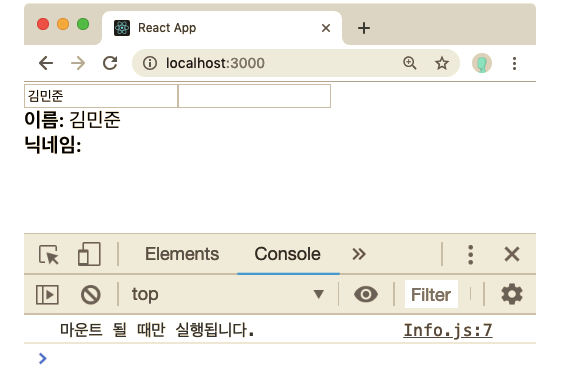 React App
localhost:3000
김민준
이름: 김민준
닉네임:
Elements Console »
top Filter
마운트 될 때만 실행됩니다. Info.js:7